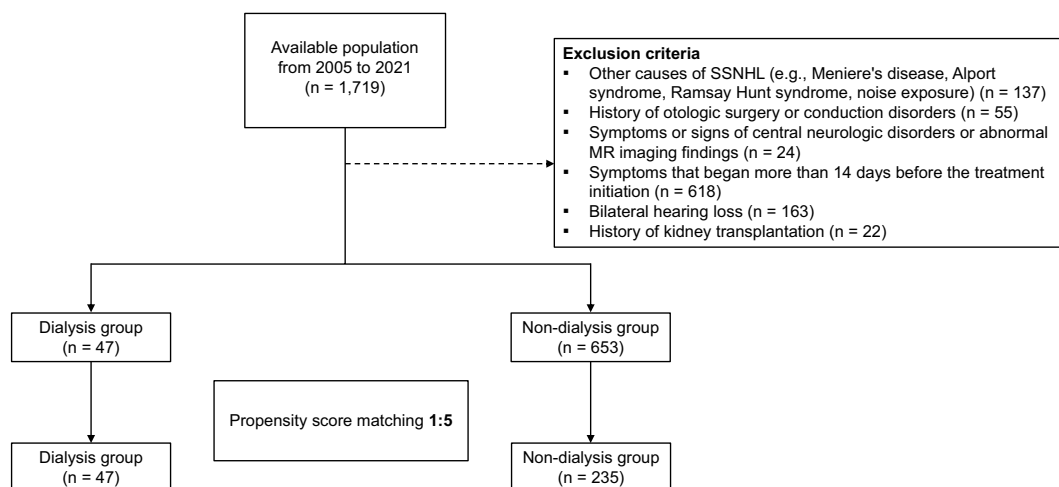 Available population
from 2005 to 2021
(n = 1,719)
Exclusion criteria
▪ Other causes of SSNHL (e.g., Meniere's disease, Alport
syndrome, Ramsay Hunt syndrome, noise exposure) (n = 137)
▪ History of otologic surgery or conduction disorders (n = 55)
▪ Symptoms or signs of central neurologic disorders or abnormal
MR imaging findings (n = 24)
▪ Symptoms that began more than 14 days before the treatment
initiation (n = 618)
▪ Bilateral hearing loss (n = 163)
▪ History of kidney transplantation (n = 22)
Dialysis group
(n = 47)
Non-dialysis group
(n = 653)
Propensity score matching 1:5
Dialysis group
(n = 47)
Non-dialysis group
(n = 235)